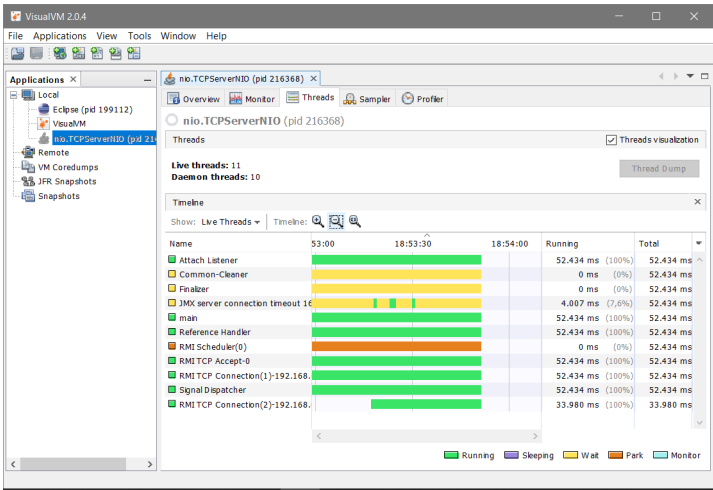 VisualVM 2.0.4
File Applications View Tools Window Help
Applications
Local
Eclipse (pid 199112)
VisualVM
nio.TCPServerNIO (pid 216
Remote
VM Coredumps
JFR Snapshots
Snapshots
nio.TCPServerNIO (pid 216368)
Overview Monitor Threads Sampler Profiler
nio.TCPServerNIO (pid 216368)
Threads Threads visualization
Live threads: 11
Daemon threads: 10
Thread Dump
Timeline
Show: Live Threads Timeline:
Name 53:00 18:53:30 18:54:00 Running Total
Attach Listener 52.434 ms (100%) 52.434 ms
Common-Cleaner 0 ms (0%) 52.434 ms
Finalizer 0 ms (0%) 52.434 ms
JMX server connection timeout 16 4.007 ms (7,6%) 52.434 ms
main 52.434 ms (100%) 52.434 ms
Reference Handler 52.434 ms (100%) 52.434 ms
RMI Scheduler(0) 0 ms (0%) 52.434 ms
RMI TCP Accept-0 52.434 ms (100%) 52.434 ms
RMI TCP Connection(1)-192.168. 52.434 ms (100%) 52.434 ms
Signal Dispatcher 52.434 ms (100%) 52.434 ms
RMI TCP Connection(2)-192.168. 33.980 ms (100%) 33.980 ms
Running Sleeping Wait Park Monitor